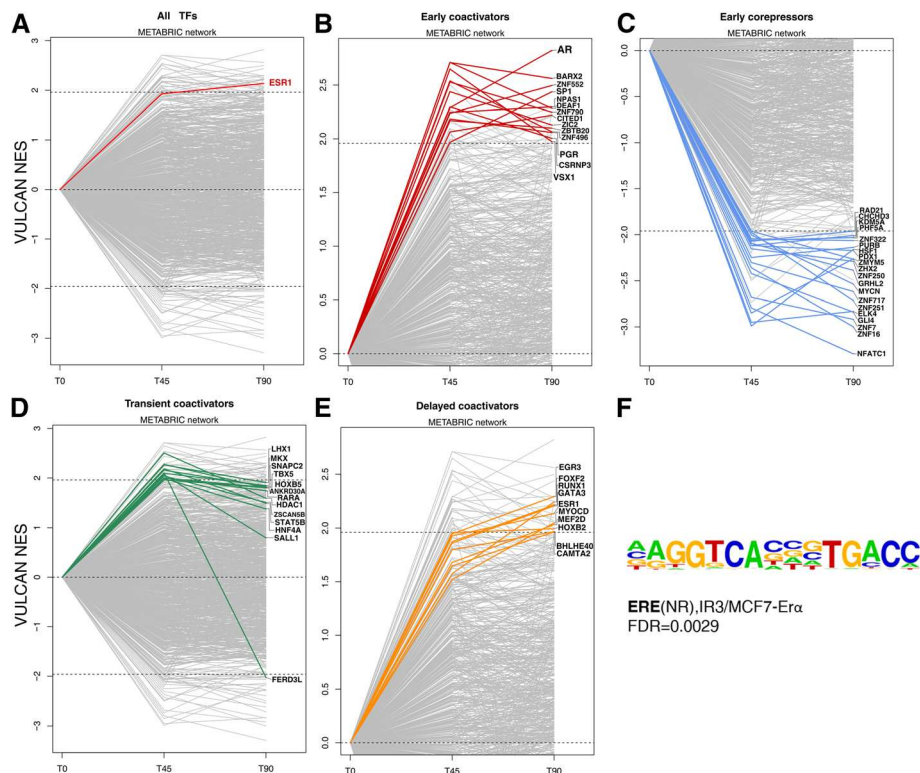 A
All TFs
METABRIC network
VULCAN NES
3
2
1
0
-1
-2
-3
ESR1
T0
T45
T90
B
Early coactivators
METABRIC network
2.5
2.0
1.5
1.0
0.5
0.0
AR
BARX2
ZNF552
SP1
NPAS1
DEAF1
ZNF790
CITED1
ZIC2
ZBTB20
ZNF496
PGR
CSRNP3
VSX1
T0
T45
T90
C
Early corepressors
METABRIC network
0.0
-0.5
-1.0
-1.5
-2.0
-2.5
-3.0
RAD21
CHCHD3
KDM5A
PHF5A
ZNF322
PURB
HSF1
PDX1
ZMYM5
ZHX2
ZNF250
GRHL2
MYCN
ZNF717
ZNF251
ELK4
GLI4
ZNF7
ZNF16
NFATC1
T0
T45
T90
D
Transient coactivators
METABRIC network
VULCAN NES
3
2
1
0
-1
-2
-3
LHX1
MKX
SNAPC2
TBX5
HOXB5
ANKRD30A
RARA
HDAC1
ZSCAN5B
STAT5B
HNF4A
SALL1
FERD3L
T0
T45
T90
E
Delayed coactivators
METABRIC network
2.5
2.0
1.5
1.0
0.5
0.0
EGR3
FOXF2
RUNX1
GATA3
ESR1
MYOCD
MEF2D
HOXB2
BHLHE40
CAMTA2
T0
T45
T90
F
AAGGTCACCGTGACC
ERE(NR),IR3/MCF7-Erα
FDR=0.0029